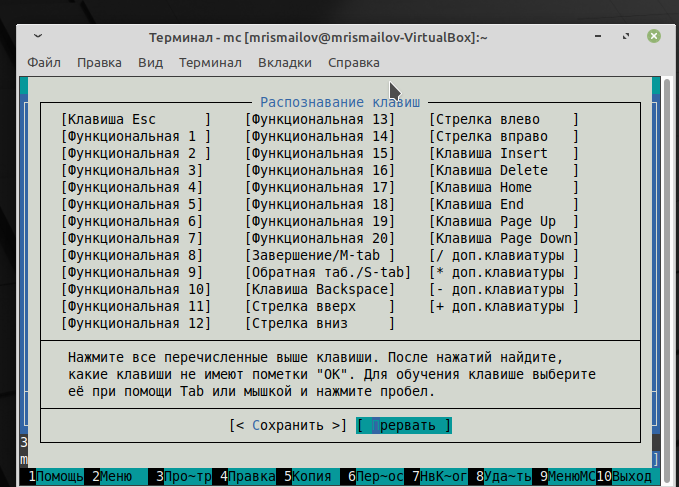 Терминал - mc [mrismailov@mrismailov-VirtualBox]:~
Файл Правка Вид Терминал Вкладки Справка
Распознавание клавиш
[Клавиша Esc ] [Функциональная 13] [Стрелка влево ]
[Функциональная 1 ] [Функциональная 14] [Стрелка вправо ]
[Функциональная 2 ] [Функциональная 15] [Клавиша Insert ]
[Функциональная 3] [Функциональная 16] [Клавиша Delete ]
[Функциональная 4] [Функциональная 17] [Клавиша Home ]
[Функциональная 5] [Функциональная 18] [Клавиша End ]
[Функциональная 6] [Функциональная 19] [Клавиша Page Up ]
[Функциональная 7] [Функциональная 20] [Клавиша Page Down]
[Функциональная 8] [Завершение/M-tab ] [/ доп.клавиатуры ]
[Функциональная 9] [Обратная таб./S-tab] [* доп.клавиатуры ]
[Функциональная 10] [Клавиша Backspace] [- доп.клавиатуры ]
[Функциональная 11] [Стрелка вверх ] [+ доп.клавиатуры ]
[Функциональная 12] [Стрелка вниз ]
Нажмите все перечисленные выше клавиши. После нажатий найдите,
какие клавиши не имеют пометки "OK". Для обучения клавише выберите
её при помощи Tab или мышкой и нажмите пробел.
[< Сохранить >] [ Прервать ]
З
m ]
1Помощь 2Меню 3Про~тр 4Правка 5Копия 6Пер~ос 7НвК~ог 8Уда~ть 9МенюMC 10Выход